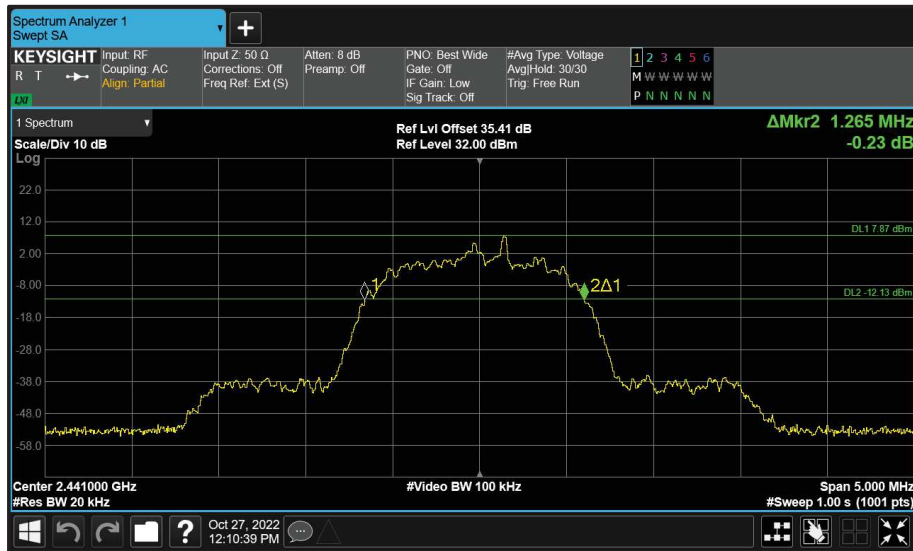 Spectrum Analyzer 1
Swept SA
+
KEYSIGHT
R T
LXI
Input: RF
Coupling: AC
Align: Partial
Input Z: 50 Ω
Corrections: Off
Freq Ref: Ext (S)
Atten: 8 dB
Preamp: Off
PNO: Best Wide
Gate: Off
IF Gain: Low
Sig Track: Off
#Avg Type: Voltage
Avg|Hold: 30/30
Trig: Free Run
1 2 3 4 5 6
M W W W W W
P N N N N N
1 Spectrum
Scale/Div 10 dB
Ref Lvl Offset 35.41 dB
Ref Level 32.00 dBm
ΔMkr2 1.265 MHz
-0.23 dB
Log
22.0
12.0
DL1 7.87 dBm
2.00
-8.00
1
2Δ1
DL2 -12.13 dBm
-18.0
-28.0
-38.0
-48.0
-58.0
Center 2.441000 GHz
#Video BW 100 kHz
Span 5.000 MHz
#Res BW 20 kHz
#Sweep 1.00 s (1001 pts)
?
Oct 27, 2022
12:10:39 PM